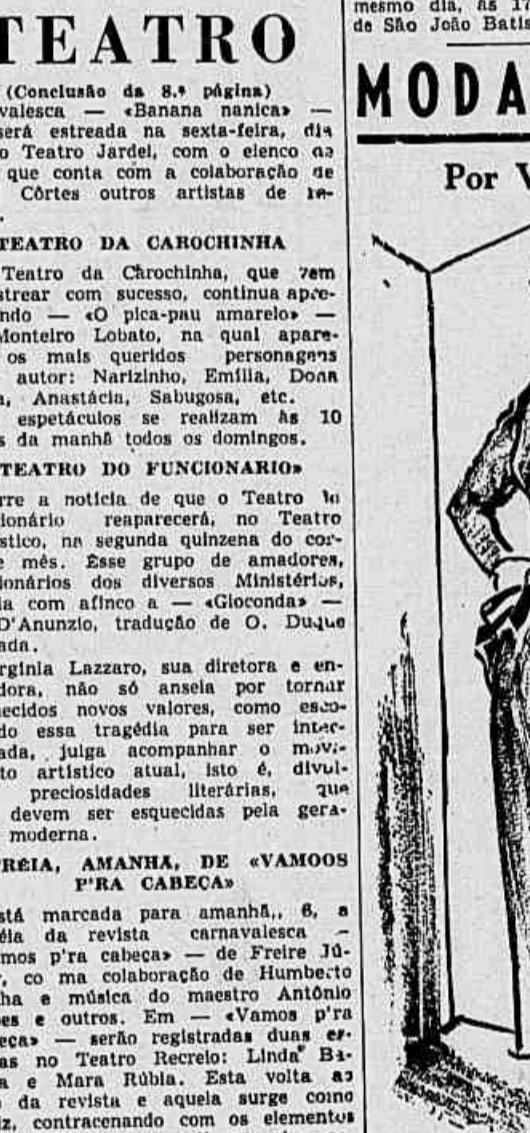 TEATRO
(Conclusão da 8.ª página)
valesca — «Banana nanica» —
será estreada na sexta-feira, dia
o Teatro Jardel, com o elenco da
que conta com a colaboração de
Côrtes outros artistas de re-
TEATRO DA CAROCHINHA
Teatro da Carochinha, que vem
strear com sucesso, continua apre-
ndo — «O pica-pau amarelo» —
Monteiro Lobato, na qual apare-
os mais queridos personagens
autor: Narizinho, Emília, Dona
a, Anastácia, Sabugosa, etc.
espetáculos se realizam às 10
s da manhã todos os domingos.
TEATRO DO FUNCIONARIO»
rre a notícia de que o Teatro do
ionário reaparecerá, no Teatro
stico, na segunda quinzena do cor-
e mês. Esse grupo de amadores,
ionários dos diversos Ministérios,
ia com afinco a — «Gioconda» —
D'Anunzio, tradução de O. Duque
ada.
rginia Lazzaro, sua diretora e en-
dora, não só anseia por tornar
ecidos novos valores, como esco-
do essa tragédia para ser inter-
ada, julga acompanhar o movi-
to artístico atual, isto é, divul-
preciosidades literárias, que
devem ser esquecidas pela gera-
moderna.
RÉIA, AMANHA, DE «VAMOOS
P'RA CABEÇA»
stá marcada para amanhã,, 6, a
éia da revista carnavalesca —
mos p'ra cabeça» — de Freire Jú-
, co ma colaboração de Humberto
ha e música do maestro Antônio
es e outros. Em — «Vamos p'ra
eça» — serão registradas duas es-
as no Teatro Recreio: Linda Ba-
a e Mara Rúbia. Esta volta ao
da revista e aquela surge como
iz, contracenando com os elementos
mesmo dia, às 17
de São João Batis
MODA
Por V